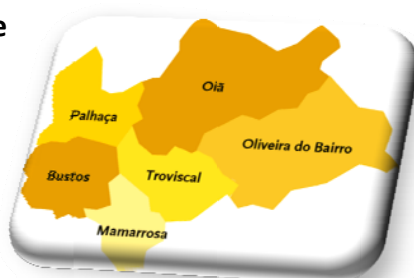 e
Oiã
Palhaça
Oliveira do Bairro
Bustos
Troviscal
Mamarrosa